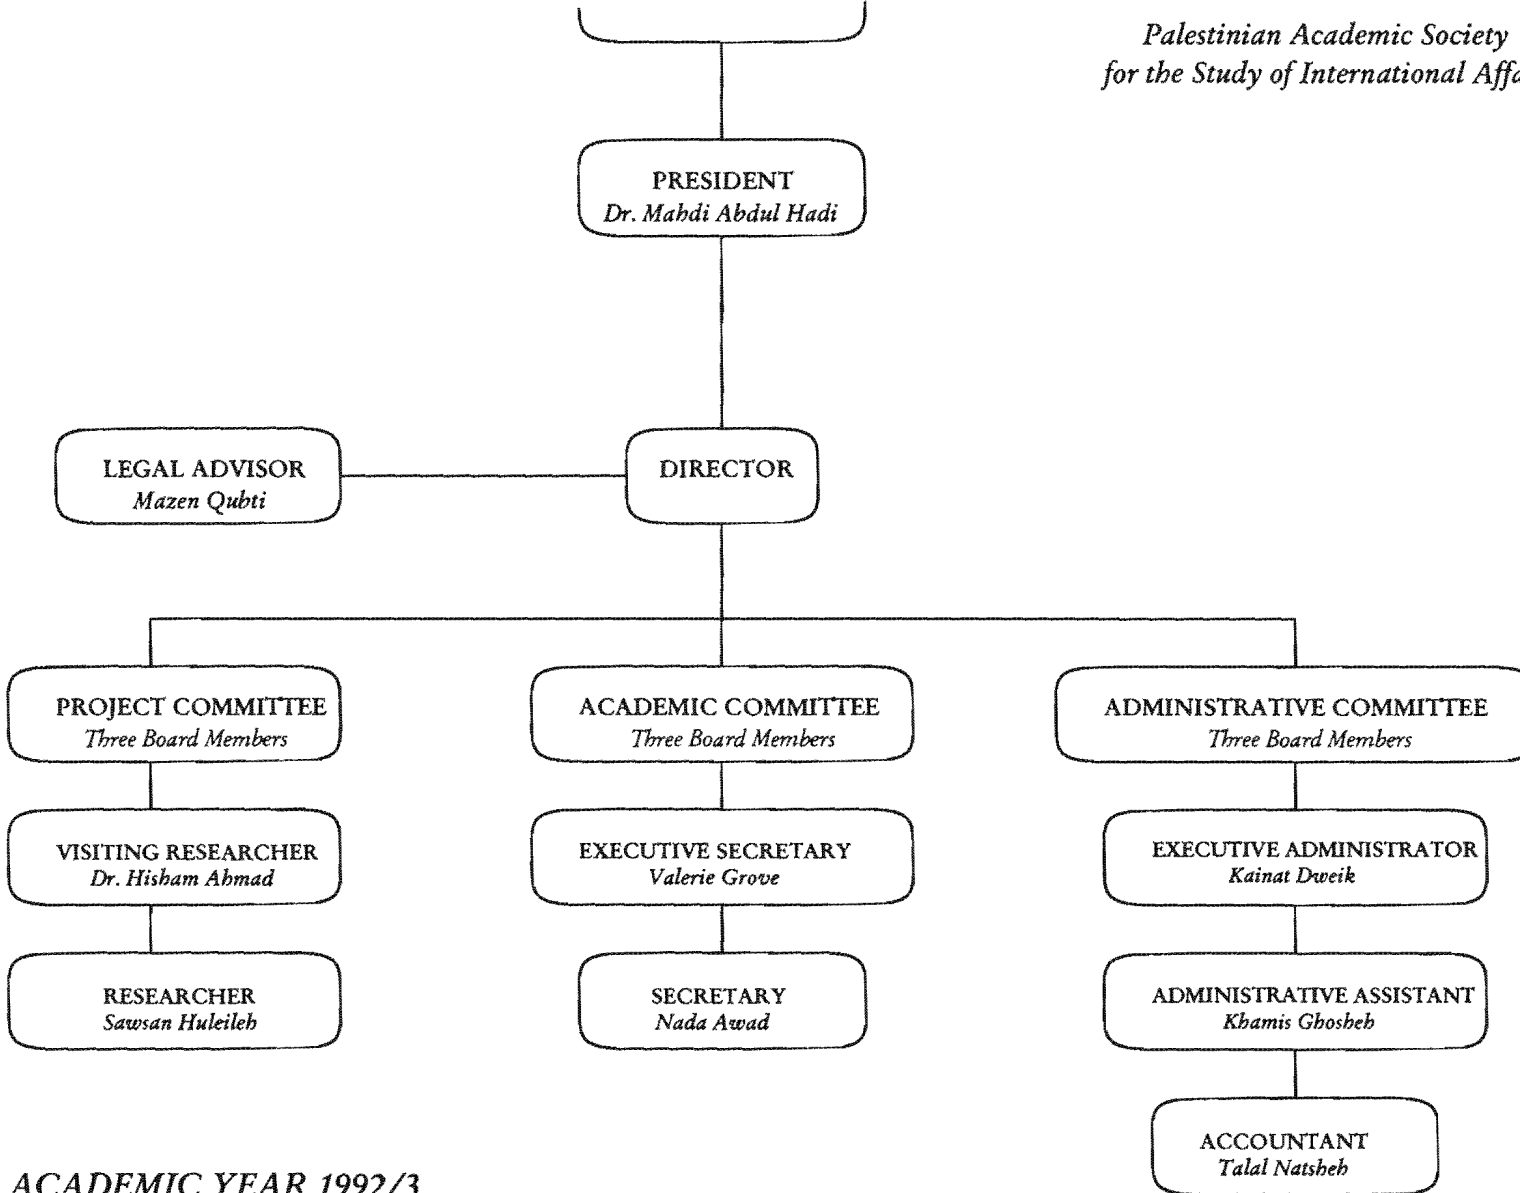 Palestinian Academic Society
for the Study of International
PRESIDENT
Dr. Mahdi Abdul Hadi
LEGAL ADVISOR
Mazen Qubti
DIRECTOR
PROJECT COMMITTEE
Three Board Members
ACADEMIC COMMITTEE
Three Board Members
ADMINISTRATIVE COMMITTEE
Three Board Members
VISITING RESEARCHER
Dr. Hisham Ahmad
EXECUTIVE SECRETARY
Valerie Grove
EXECUTIVE ADMINISTRATOR
Kainat Dweik
RESEARCHER
Sawsan Huleileh
SECRETARY
Nada Awad
ADMINISTRATIVE ASSISTANT
Khamis Ghosheh
ACCOUNTANT
Talal Natsheh
ACADEMIC YEAR 1992/3